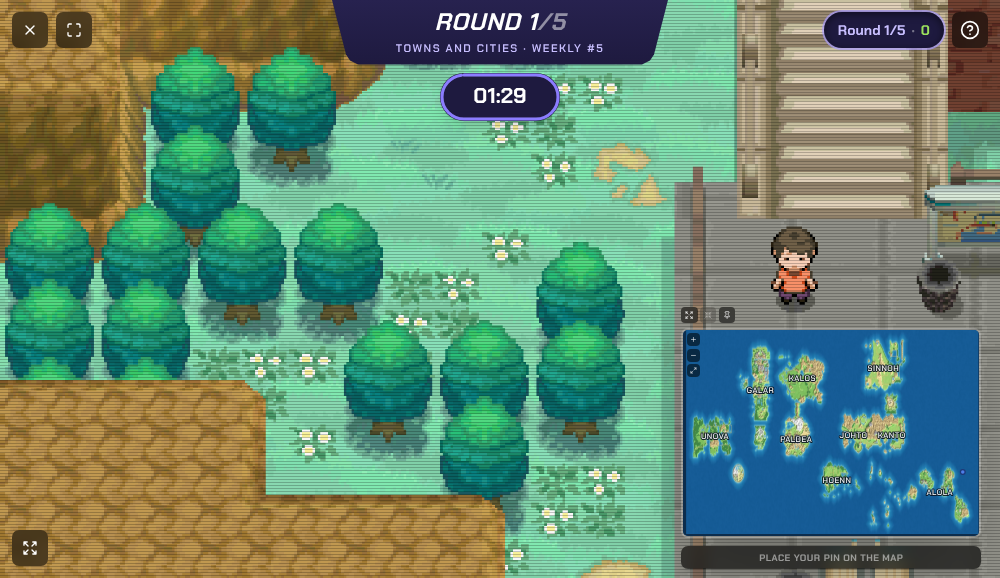 ROUND 1/5
TOWNS AND CITIES · WEEKLY #5
01:29
Round 1/5 · 0
SINNOH
KALOS
GALAR
UNOVA
PALDEA
JOHTO
KANTO
HOENN
ALOLA
PLACE YOUR PIN ON THE MAP